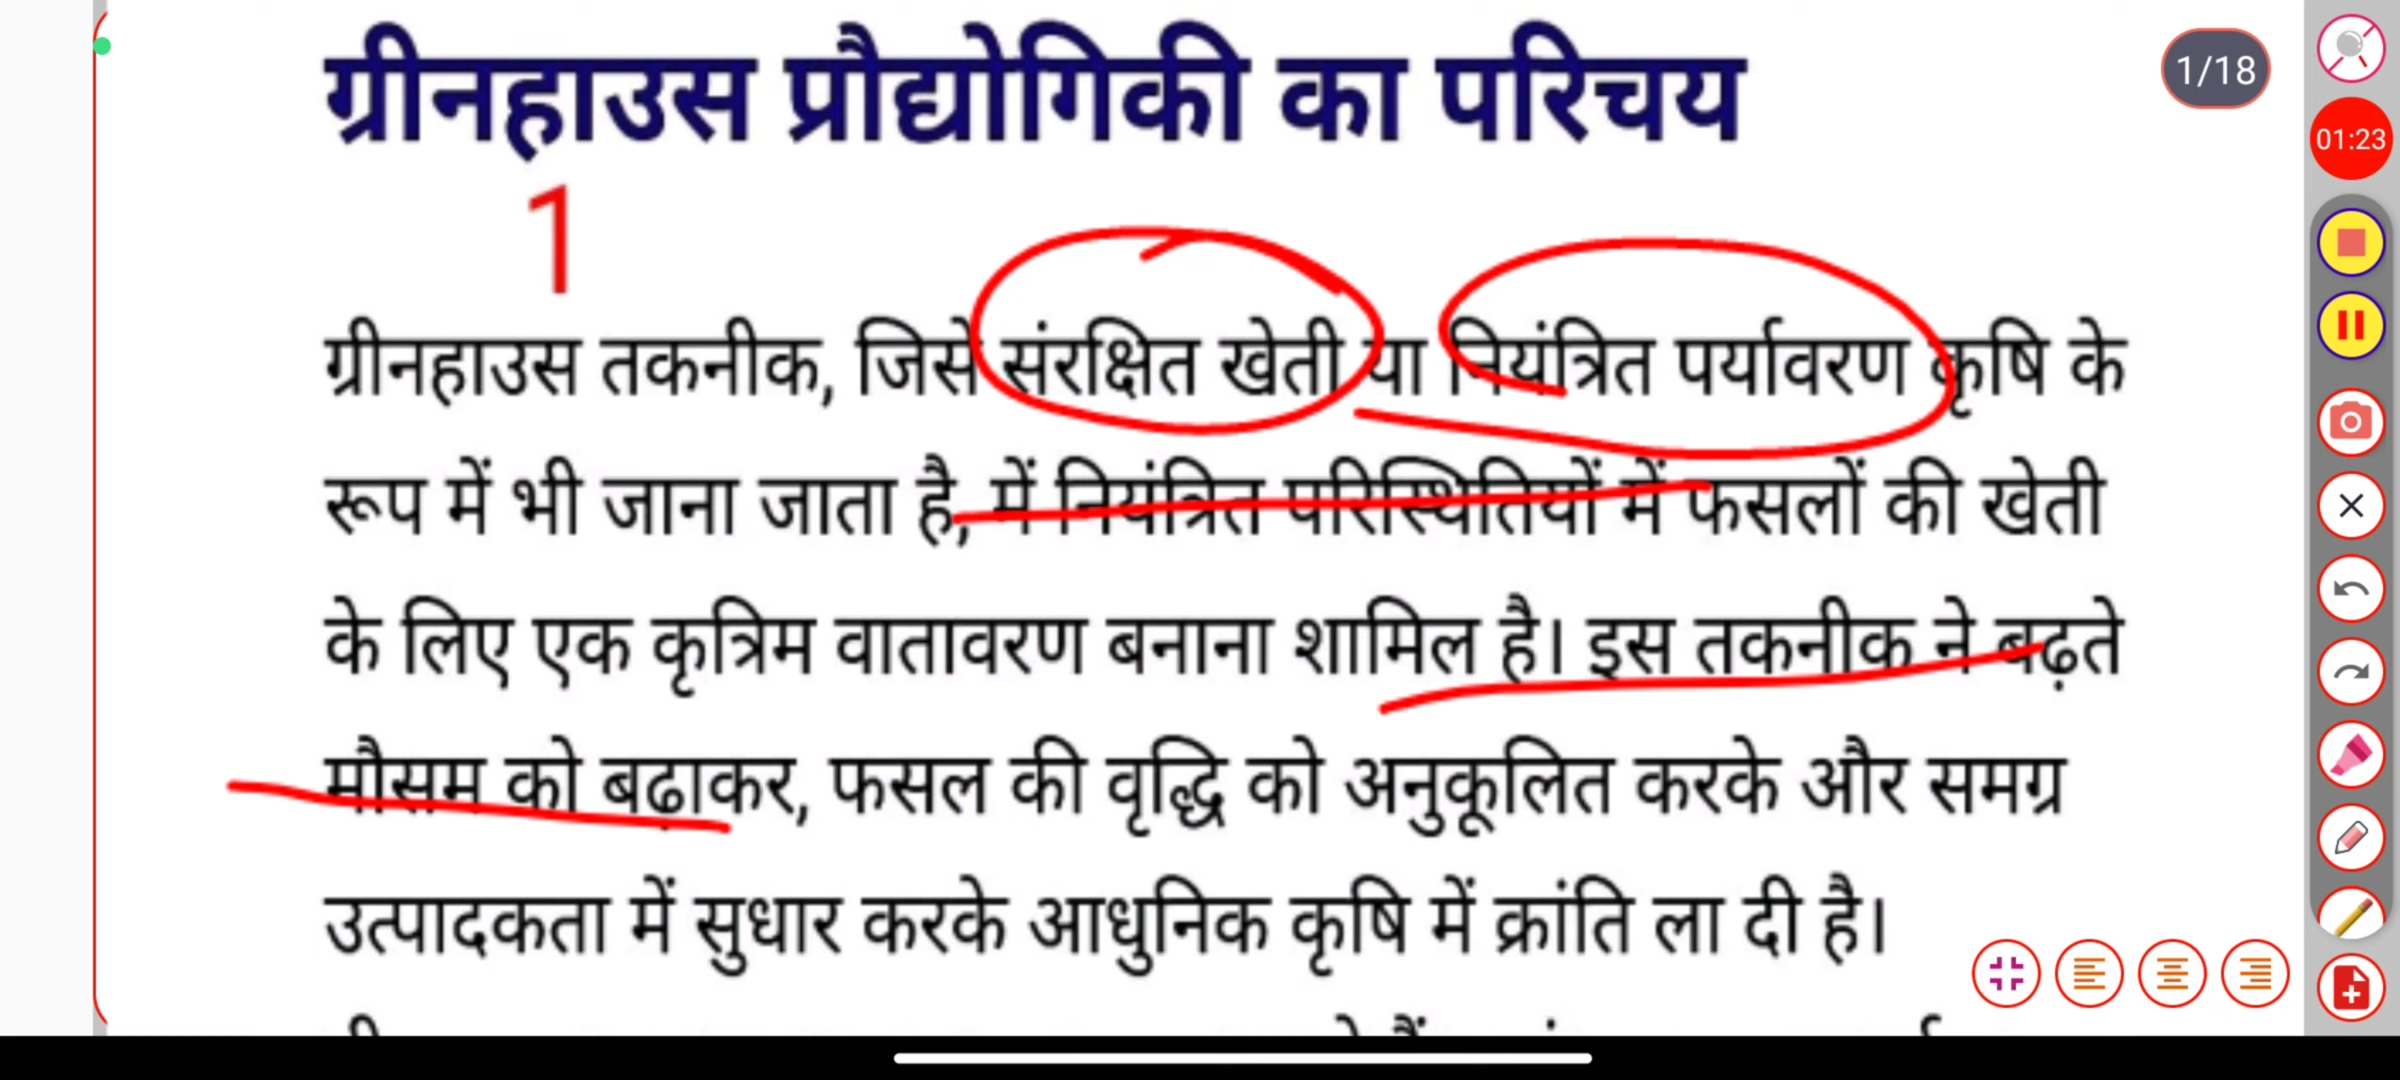 ग्रीनहाउस प्रौद्योगिकी का परिचय
1/18
01:23
1
ग्रीनहाउस तकनीक, जिसे संरक्षित खेती या नियंत्रित पर्यावरण कृषि के
रूप में भी जाना जाता है, में नियंत्रित परिस्थितियों में फसलों की खेती
के लिए एक कृत्रिम वातावरण बनाना शामिल है। इस तकनीक ने बढ़ते
मौसम को बढ़ाकर, फसल की वृद्धि को अनुकूलित करके और समग्र
उत्पादकता में सुधार करके आधुनिक कृषि में क्रांति ला दी है।